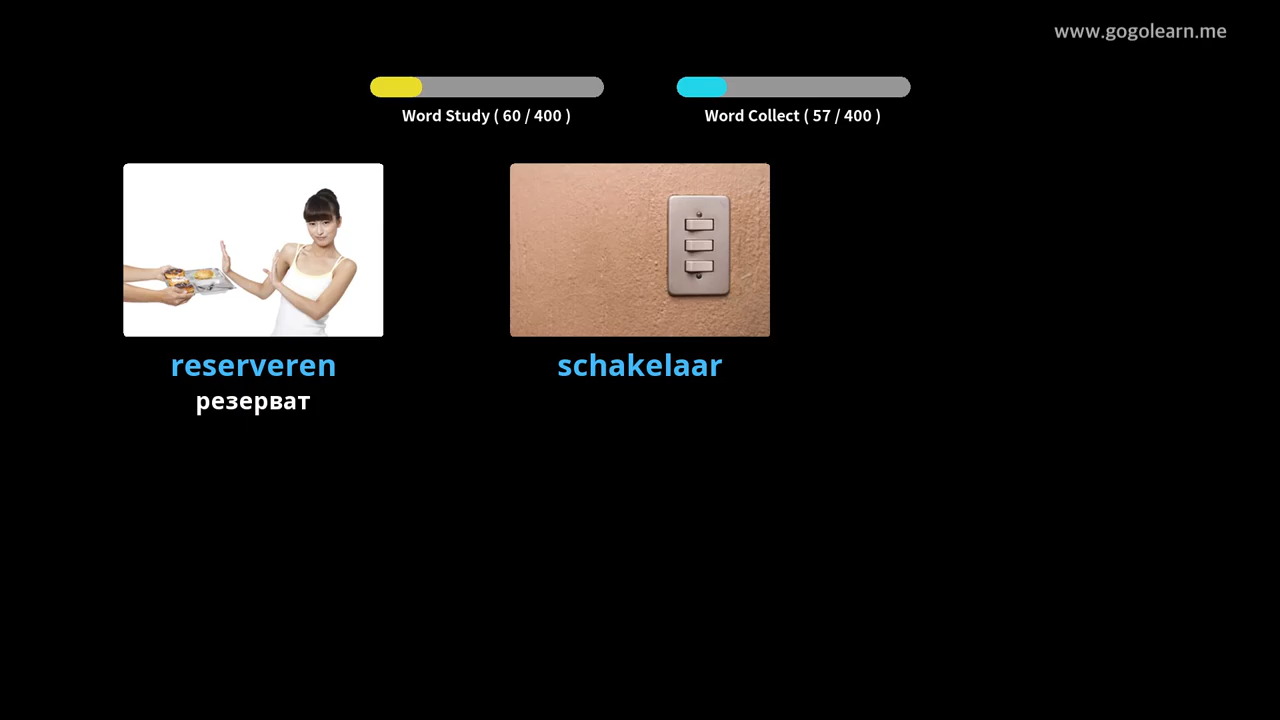 www.gogolearn.me
Word Study ( 60 / 400 )
Word Collect ( 57 / 400 )
reserveren
schakelaar
резерват